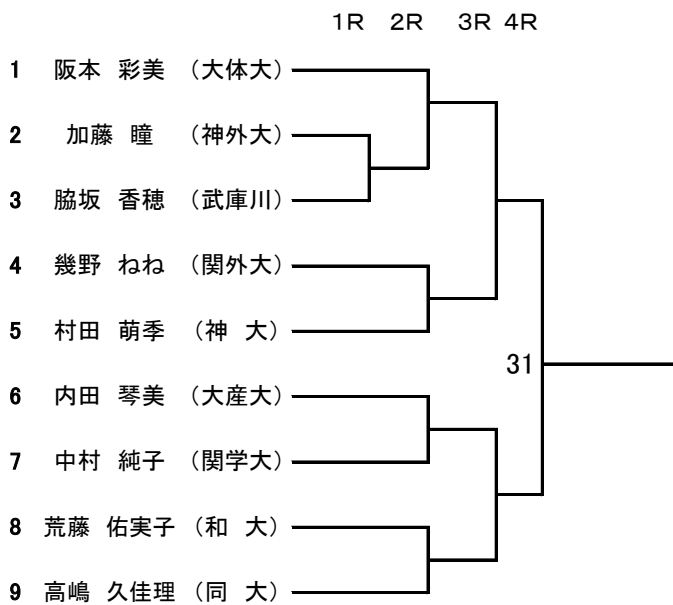 1R 2R 3R 4R
1 阪本 彩美 (大体大)
2 加藤 瞳 (神外大)
3 脇坂 香穂 (武庫川)
4 幾野 ねね (関外大)
5 村田 萌季 (神 大)
31
6 内田 琴美 (大産大)
7 中村 純子 (関学大)
8 荒藤 佑実子 (和 大)
9 高嶋 久佳理 (同 大)